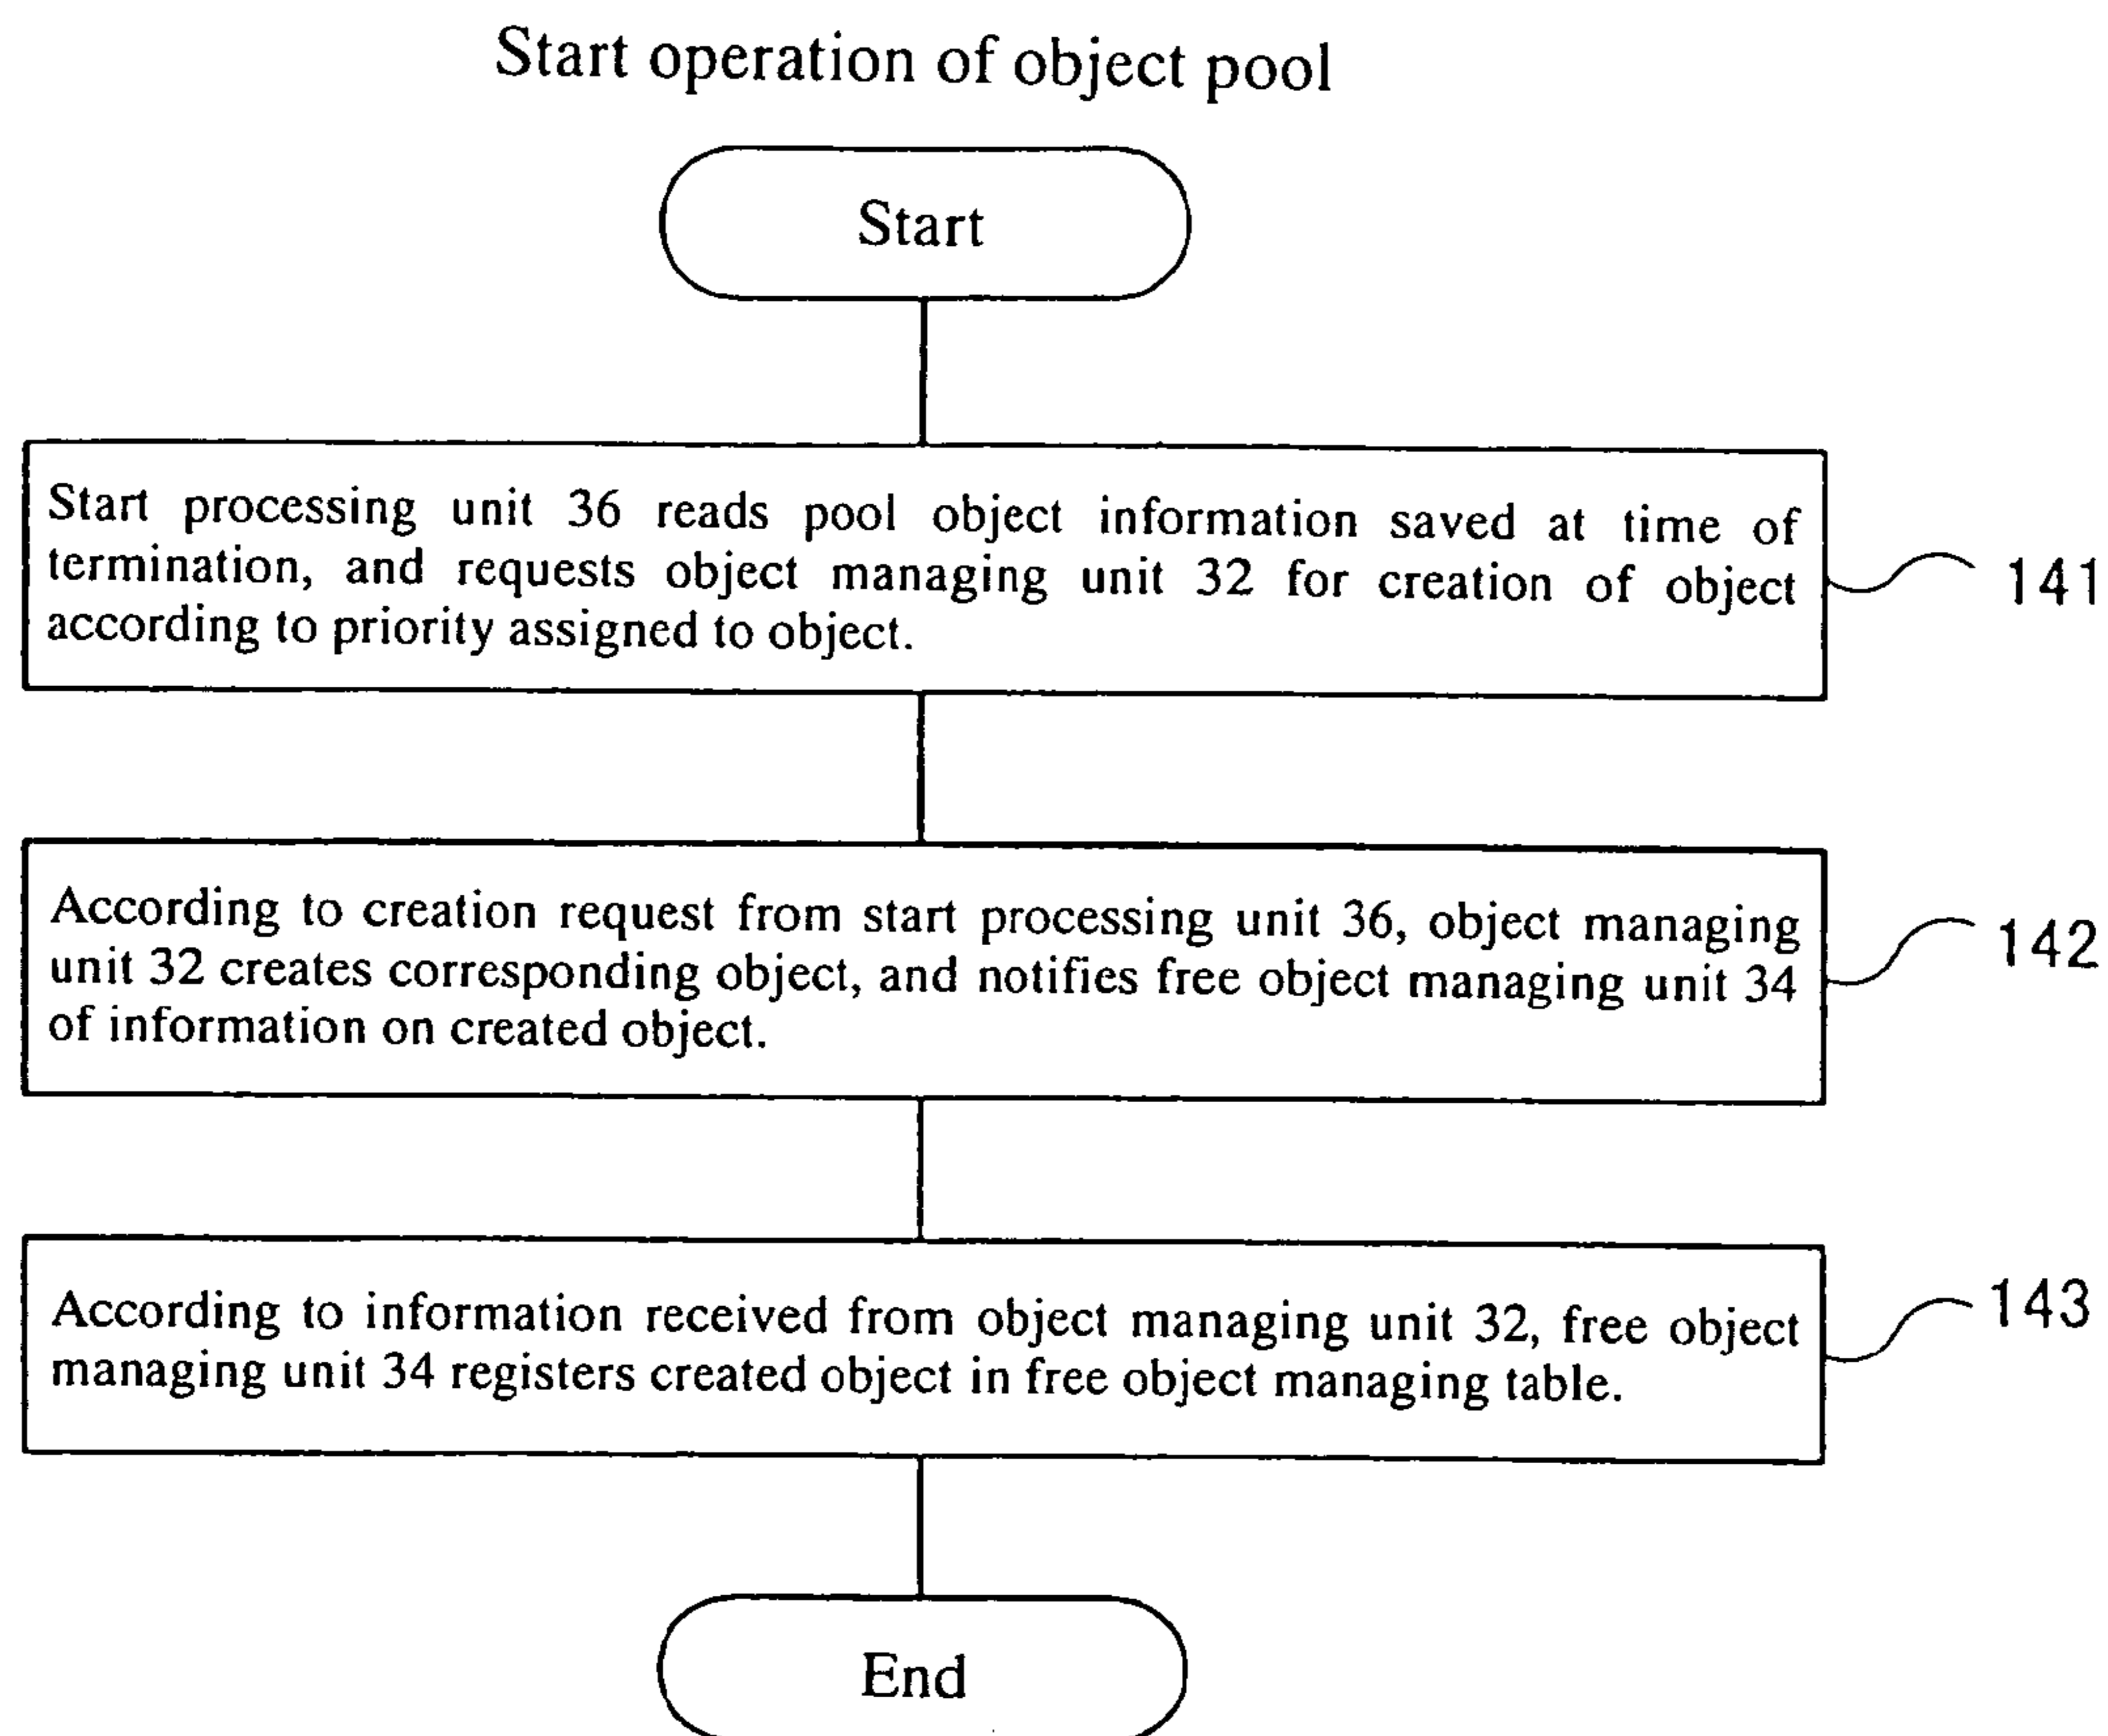 Start operation of object pool
Start
Start processing unit 36 reads pool object information saved at time of
termination, and requests object managing unit 32 for creation of object
according to priority assigned to object.
141
According to creation request from start processing unit 36, object managing
unit 32 creates corresponding object, and notifies free object managing unit 34
of information on created object.
142
According to information received from object managing unit 32, free object
managing unit 34 registers created object in free object managing table.
143
End